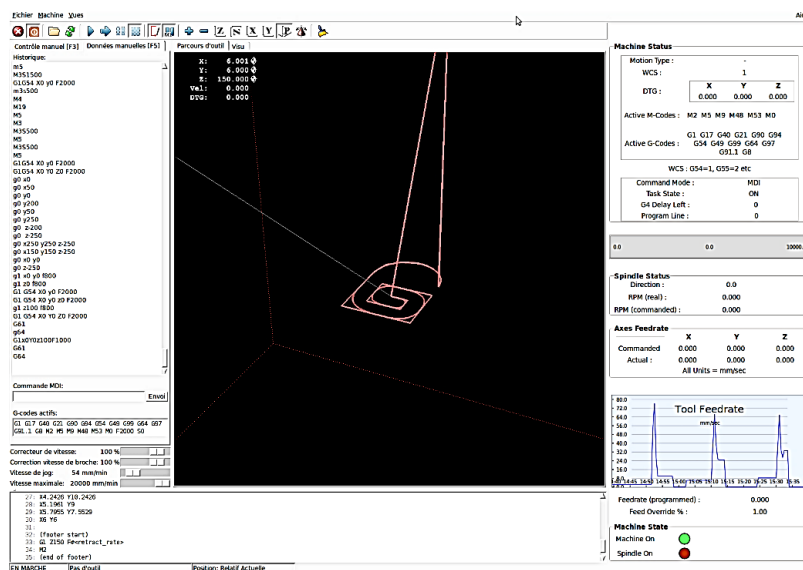 Fichier Machine Vues
Contrôle manuel [F3] Données manuelles [F5]
Historique:
m5
M3S1500
G1G54 X0 y0 F2000
m3s500
M4
M19
M5
M3
M3S500
M5
M3S500
M5
G1G54 X0 Y0 F2000
G1G54 X0 Y0 Z0 F2000
g0 x0
g0 x50
g0 y0
g0 y200
g0 y50
g0 y250
g0 z-200
g0 z-250
g0 x250 y250 z-250
g0 x150 y150 z-250
g0 x0 y0
g0 z-250
g1 x0 y0 f800
g1 z0 f800
G1 G54 X0 Y0 F2000
G1 G54 X0 y0 z0 F2000
g1 z100 f800
G1 G54 X0 Y0 F2000
G61
g64
G1x0Y0z100F1000
G61
G64
Commande MDI:
Envoi
G-codes actifs:
G1 G17 G40 G21 G90 G94 G54 G49 G99 G64 G97
G91.1 G8 M2 M5 M9 M48 M53 M0 F2000 S0
Correcteur de vitesse: 100 %
Correction vitesse de broche: 100 %
Vitesse de jog: 54 mm/min
Vitesse maximale: 20000 mm/min
Parcours d'outil Visu
X: 6.001
Y: 6.000
Z: 150.000
Vel: 0.000
DTG: 0.000
Machine Status
Motion Type : -
WCS : 1
X Y Z
DTG : 0.000 0.000 0.000
Active M-Codes : M2 M5 M9 M48 M53 M0
G1 G17 G40 G21 G90 G94
Active G-Codes : G54 G49 G99 G64 G97
G91.1 G8
WCS : G54=1, G55=2 etc
Command Mode : MDI
Task State : ON
G4 Delay Left : 0
Program Line : 0
0.0 0.0 10000.
Spindle Status
Direction : 0.0
RPM (real) : 0.000
RPM (commanded) : 0.000
Axes Feedrate
X Y Z
Commanded 0.000 0.000 0.000
Actual : 0.000 0.000 0.000
All Units = mm/sec
Tool Feedrate
mm/sec
80.0
72.0
64.0
56.0
48.0
40.0
32.0
24.0
16.0
Feedrate (programmed) : 0.000
Feed Override % : 1.00
Machine State
Machine On
Spindle On
27: X4.2426 Y10.2426
28: X5.1961 Y9
29: X5.7955 Y7.5529
30: X6 Y6
31:
32: (footer start)
33: G1 Z150 F#<retract_rate>
34: M2
35: (end of footer)
EN MARCHE Pas d'outil Position: Relatif Actuelle